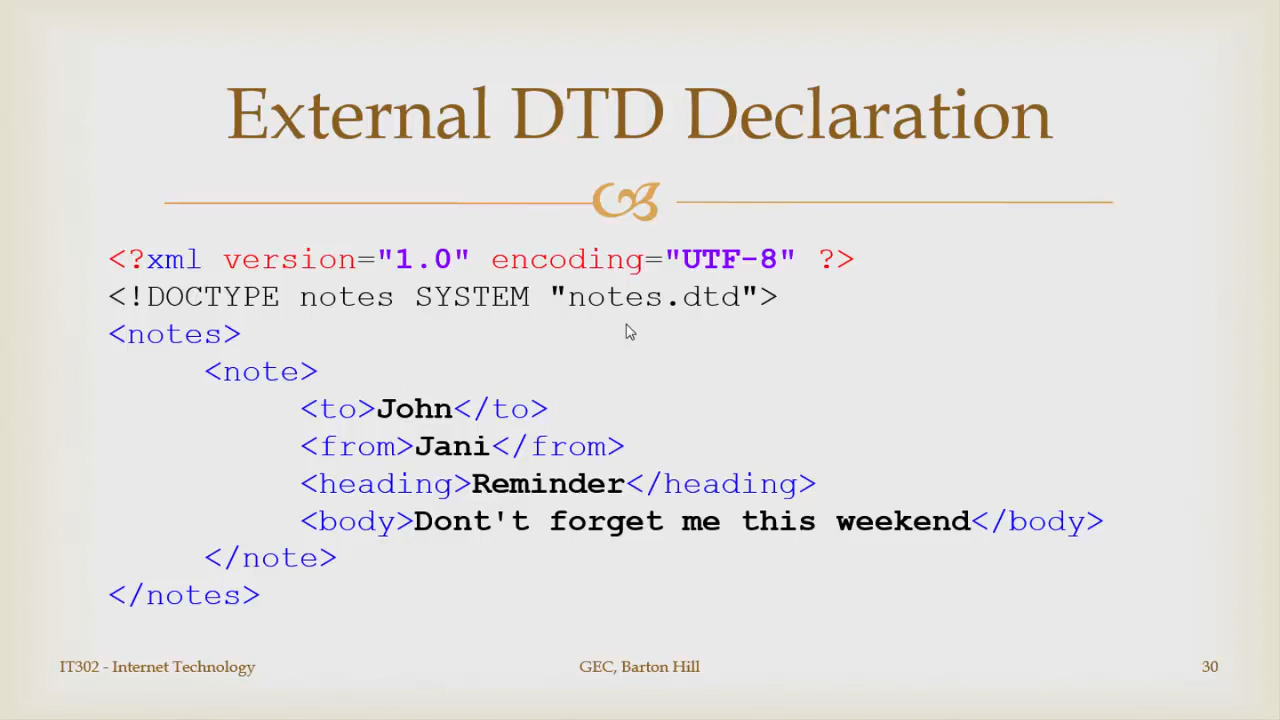 External DTD Declaration
<?xml version="1.0" encoding="UTF-8" ?>
<!DOCTYPE notes SYSTEM "notes.dtd">
<notes>
<note>
<to>John</to>
<from>Jani</from>
<heading>Reminder</heading>
<body>Dont't forget me this weekend</body>
</note>
</notes>
IT302 - Internet Technology
GEC, Barton Hill
30